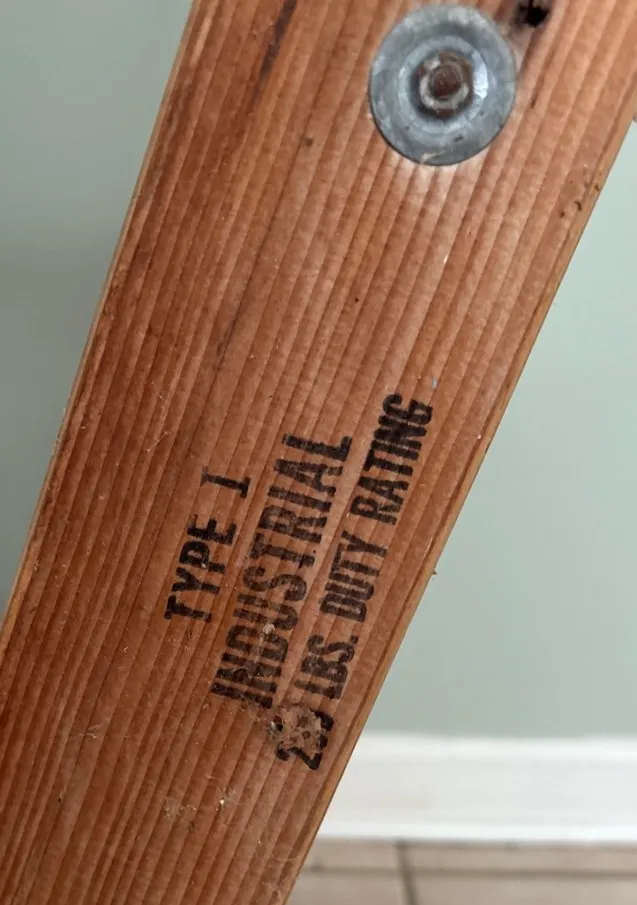 TYPE I
INDUSTRIAL
LBS. DUTY RATING